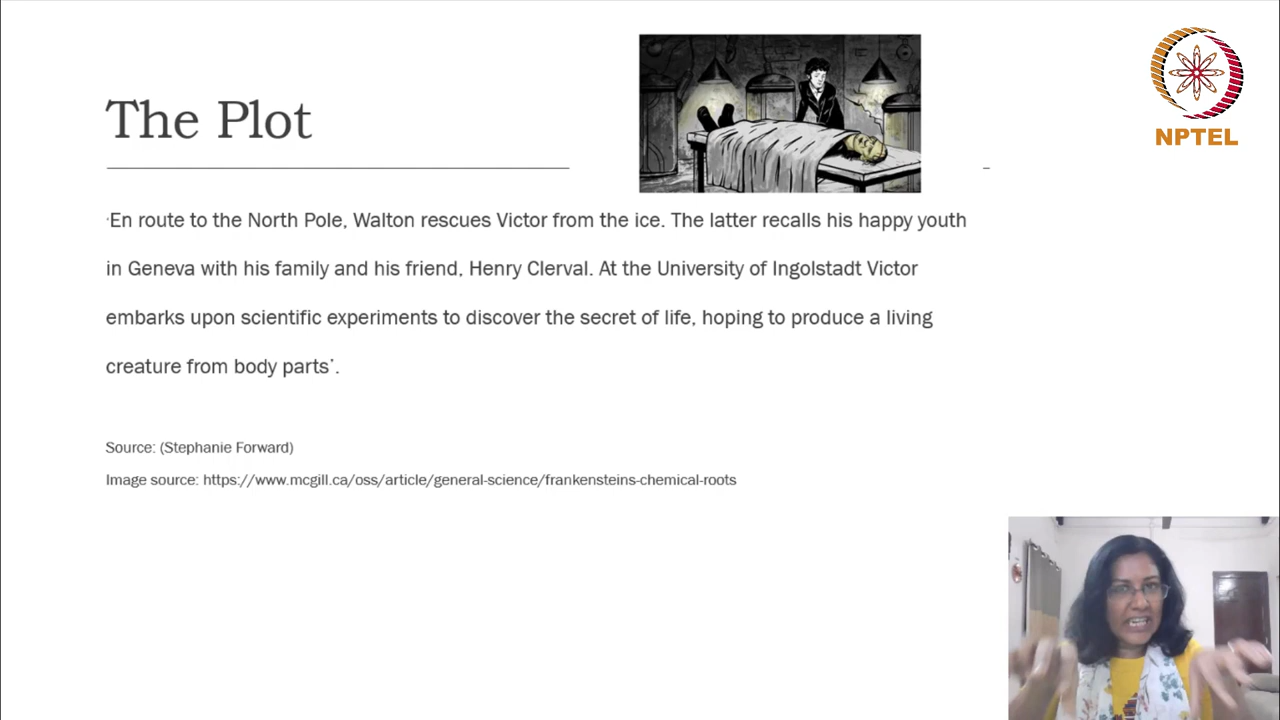 The Plot
NPTEL
‘En route to the North Pole, Walton rescues Victor from the ice. The latter recalls his happy youth
in Geneva with his family and his friend, Henry Clerval. At the University of Ingolstadt Victor
embarks upon scientific experiments to discover the secret of life, hoping to produce a living
creature from body parts’.
Source: (Stephanie Forward)
Image source: https://www.mcgill.ca/oss/article/general-science/frankensteins-chemical-roots